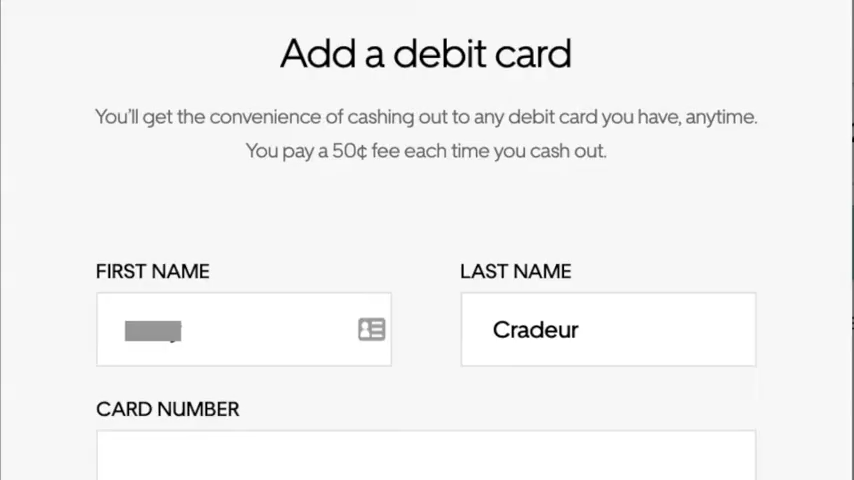 Add a debit card
You'll get the convenience of cashing out to any debit card you have, anytime.
You pay a 50¢ fee each time you cash out.
FIRST NAME
LAST NAME
Cradeur
CARD NUMBER